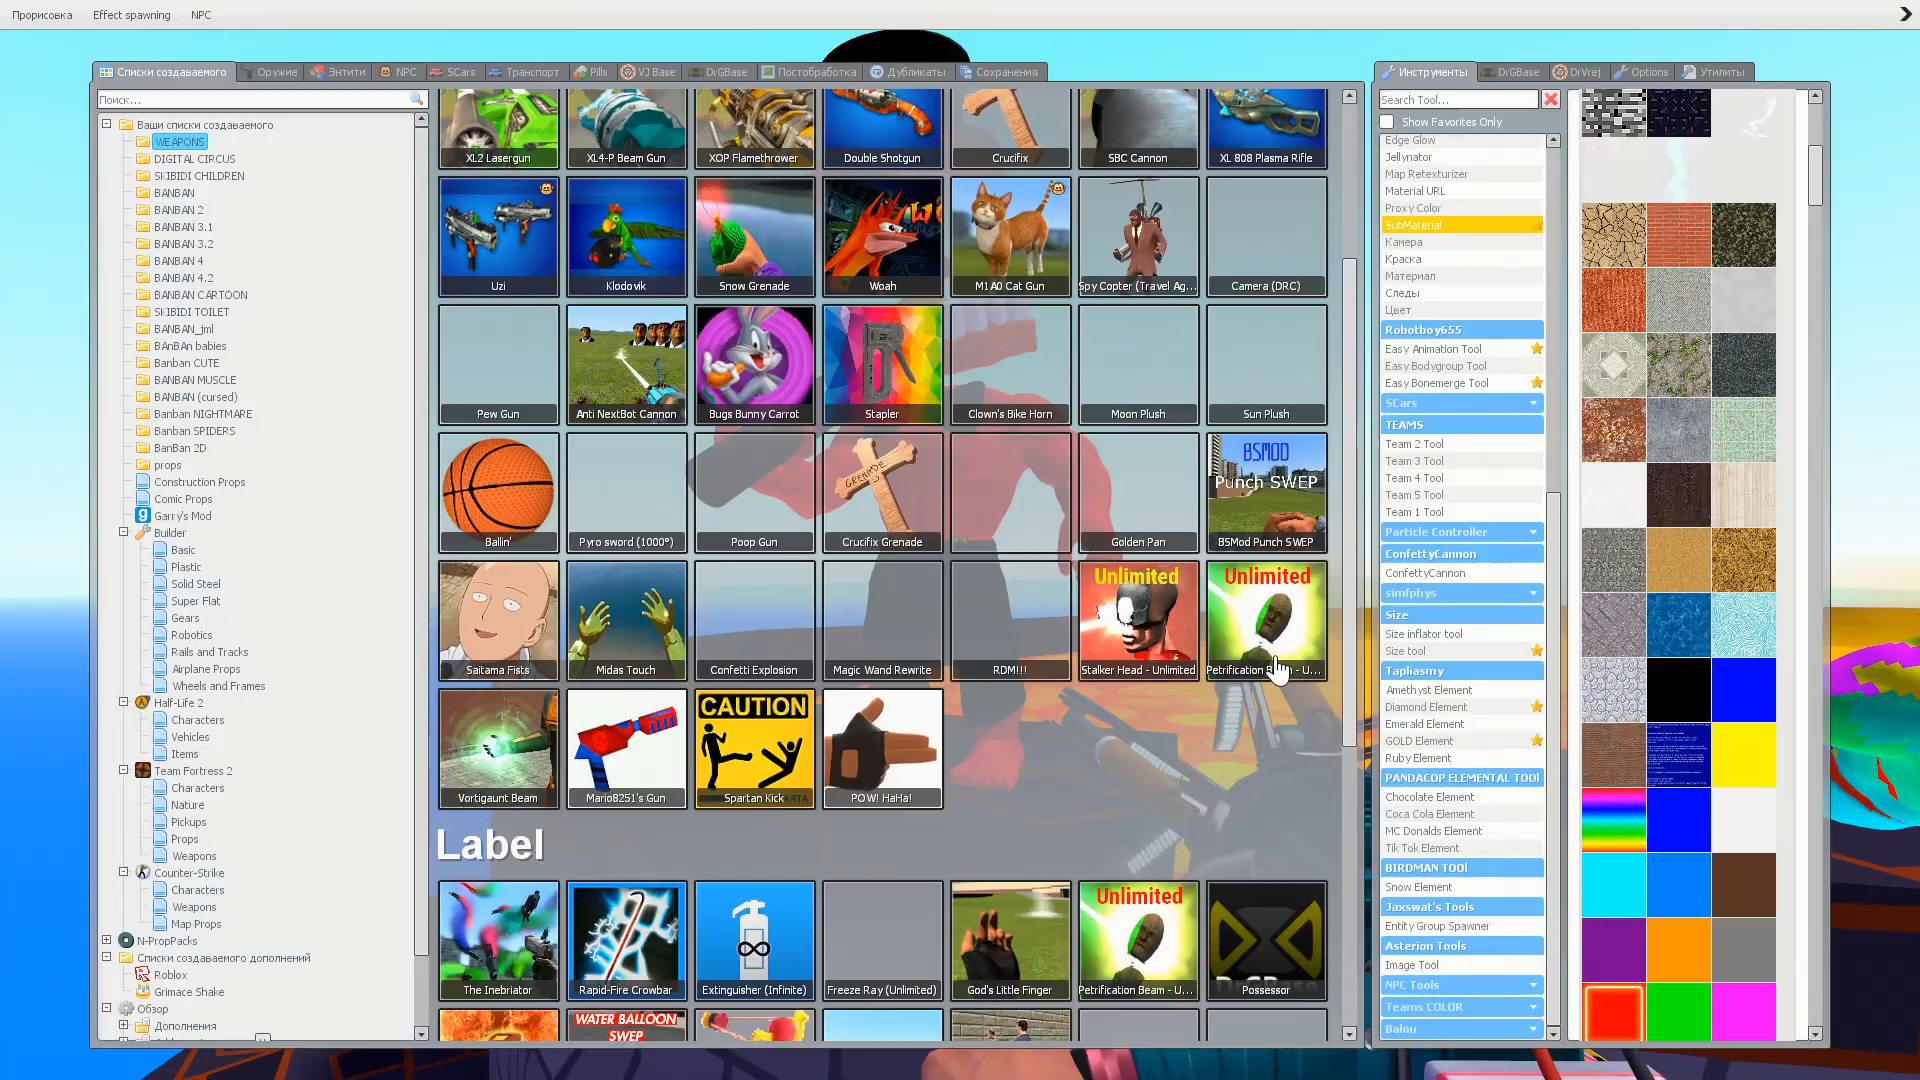 Прорисовка
Effect spawning
NPC
Списки создаваемого
Оружие
Энтити
NPC
SCars
Транспорт
Pills
VJ Base
DrGBase
Постобработка
Дубликаты
Сохранения
Поиск...
Ваши списки создаваемого
WEAPONS
DIGITAL CIRCUS
SKIBIDI CHILDREN
BANBAN
BANBAN 2
BANBAN 3.1
BANBAN 3.2
BANBAN 4
BANBAN 4.2
BANBAN CARTOON
SKIBIDI TOILET
BANBAN_jml
BAnBAn babies
Banban CUTE
BANBAN MUSCLE
BANBAN (cursed)
Banban NIGHTMARE
Banban SPIDERS
BanBan 2D
props
Construction Props
Comic Props
Garry's Mod
Builder
Basic
Plastic
Solid Steel
Super Flat
Gears
Robotics
Rails and Tracks
Airplane Props
Wheels and Frames
Half-Life 2
Characters
Vehicles
Items
Team Fortress 2
Characters
Nature
Pickups
Props
Weapons
Counter-Strike
Characters
Weapons
Map Props
N-PropPacks
Списки создаваемого дополнений
Roblox
Grimace Shake
Обзор
Дополнения
XL2 Lasergun
XL4-P Beam Gun
XOP Flamethrower
Double Shotgun
Crucifix
SBC Cannon
XL 808 Plasma Rifle
Uzi
Klodovik
Snow Grenade
Woah
M1A0 Cat Gun
Spy Copter (Travel Ag...
Camera (DRC)
Pew Gun
Anti NextBot Cannon
Bugs Bunny Carrot
Stapler
Clown's Bike Horn
Moon Plush
Sun Plush
GRENADE
BSMOD
Punch SWEP
Ballin'
Pyro sword (1000°)
Poop Gun
Crucifix Grenade
Golden Pan
BSMod Punch SWEP
Unlimited
Unlimited
Saitama Fists
Midas Touch
Confetti Explosion
Magic Wand Rewrite
RDM!!!
Stalker Head - Unlimited
Petrification B m - U...
CAUTION
Vortigaunt Beam
Mario8251's Gun
Spartan Kick
POW! HaHa!
Label
Unlimited
The Inebriator
Rapid-Fire Crowbar
Extinguisher (Infinite)
Freeze Ray (Unlimited)
God's Little Finger
Petrification Beam - U...
Possessor
WATER BALLOON
SWEP
Инструменты
DrGBase
DrVrej
Options
Утилиты
Search Tool...
Show Favorites Only
Edge Glow
Jellynator
Map Retexturizer
Material URL
Proxy Color
SubMaterial
Камера
Краска
Материал
Следы
Цвет
Robotboy655
Easy Animation Tool
Easy Bodygroup Tool
Easy Bonemerge Tool
SCars
TEAMS
Team 2 Tool
Team 3 Tool
Team 4 Tool
Team 5 Tool
Team 1 Tool
Particle Controller
ConfettyCannon
ConfettyCannon
simfphys
Size
Size inflator tool
Size tool
Tapliasmy
Amethyst Element
Diamond Element
Emerald Element
GOLD Element
Ruby Element
PANDACOP ELEMENTAL TOOl
Chocolate Element
Coca Cola Element
MC Donalds Element
Tik Tok Element
BIRDMAN TOOl
Snow Element
Jaxswat's Tools
Entity Group Spawner
Asterion Tools
Image Tool
NPC Tools
Teams COLOR
Balou